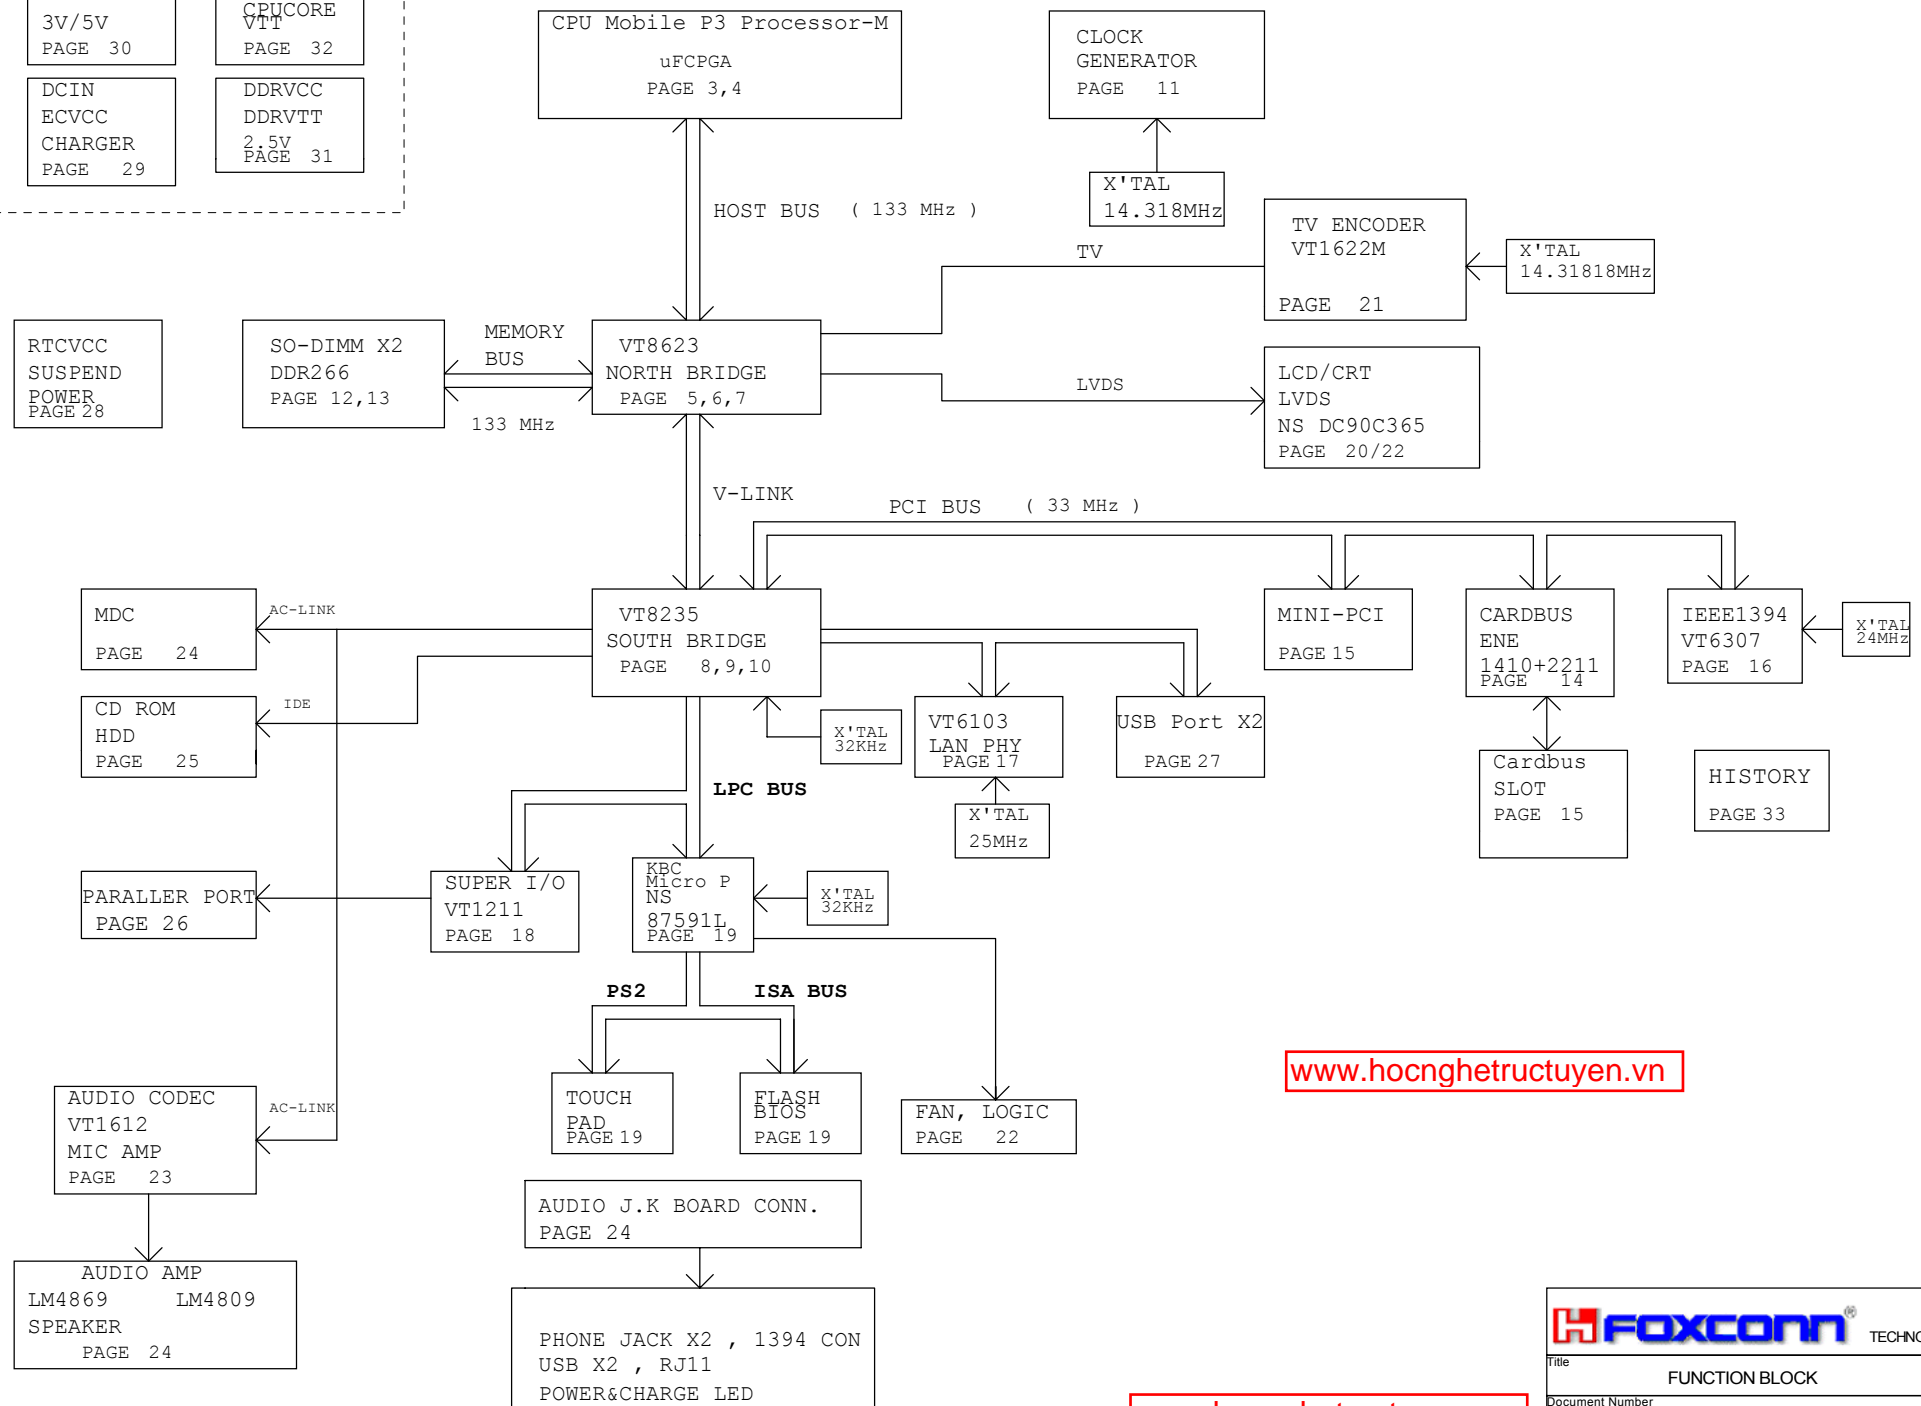 3V/5V
PAGE 30
CPUCORE
VTT
PAGE 32
DCIN
ECVCC
CHARGER
PAGE 29
DDRVCC
DDRVTT
2.5V
PAGE 31
CPU Mobile P3 Processor-M
uFCPGA
PAGE 3,4
CLOCK
GENERATOR
PAGE 11
X'TAL
14.318MHz
HOST BUS ( 133 MHz )
TV
TV ENCODER
VT1622M
PAGE 21
X'TAL
14.31818MHz
RTCVCC
SUSPEND
POWER
PAGE 28
SO-DIMM X2
DDR266
PAGE 12,13
MEMORY
BUS
133 MHz
VT8623
NORTH BRIDGE
PAGE 5,6,7
LVDS
LCD/CRT
LVDS
NS DC90C365
PAGE 20/22
V-LINK
PCI BUS ( 33 MHz )
MDC
PAGE 24
AC-LINK
VT8235
SOUTH BRIDGE
PAGE 8,9,10
MINI-PCI
PAGE 15
CARDBUS
ENE
1410+2211
PAGE 14
IEEE1394
VT6307
PAGE 16
X'TAL
24MHz
CD ROM
HDD
PAGE 25
IDE
X'TAL
32KHz
VT6103
LAN PHY
PAGE 17
USB Port X2
PAGE 27
Cardbus
SLOT
PAGE 15
HISTORY
PAGE 33
LPC BUS
X'TAL
25MHz
PARALLER PORT
PAGE 26
SUPER I/O
VT1211
PAGE 18
KBC
Micro P
NS
87591L
PAGE 19
X'TAL
32KHz
PS2
ISA BUS
www.hocnghetructuyen.vn
AUDIO CODEC
VT1612
MIC AMP
PAGE 23
AC-LINK
TOUCH
PAD
PAGE 19
FLASH
BIOS
PAGE 19
FAN, LOGIC
PAGE 22
AUDIO J.K BOARD CONN.
PAGE 24
AUDIO AMP
LM4869 LM4809
SPEAKER
PAGE 24
PHONE JACK X2 , 1394 CON
USB X2 , RJ11
POWER&CHARGE LED
FOXCONN®
TECHNO
Title
FUNCTION BLOCK
Document Number